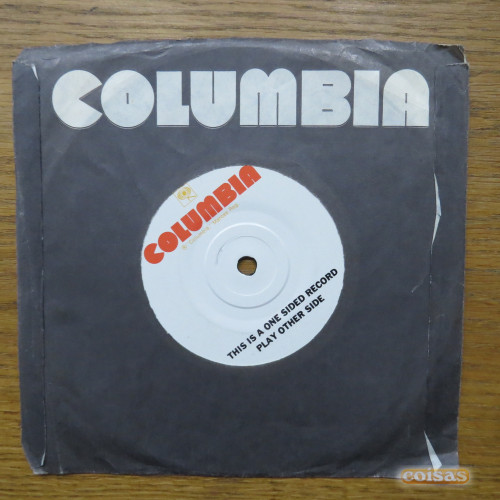 COLUMBIA
COLUMBIA
THIS IS A ONE SIDED RECORD
PLAY OTHER SIDE
coisas